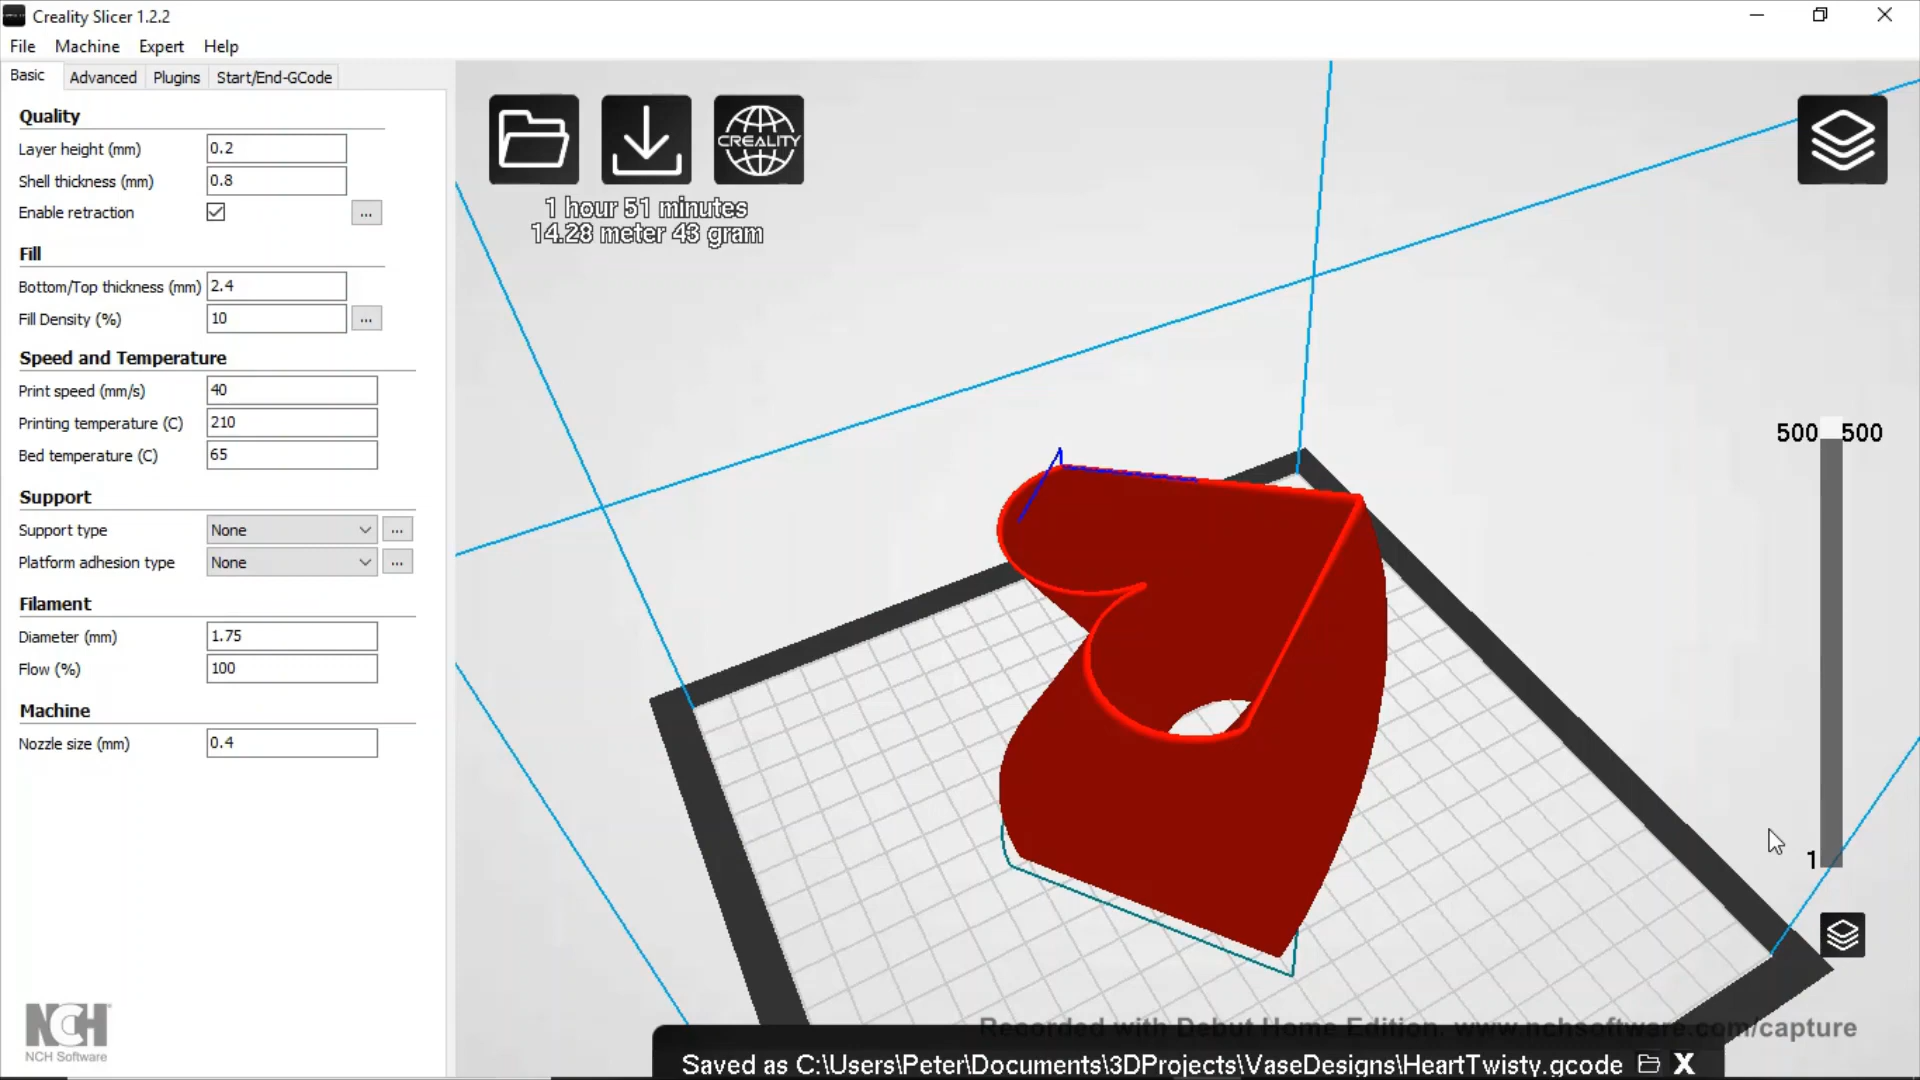 Creality Slicer 1.2.2
File Machine Expert Help
Basic Advanced Plugins Start/End-GCode
Quality
Layer height (mm) 0.2
Shell thickness (mm) 0.8
Enable retraction ...
Fill
Bottom/Top thickness (mm) 2.4
Fill Density (%) 10 ...
Speed and Temperature
Print speed (mm/s) 40
Printing temperature (C) 210
Bed temperature (C) 65
Support
Support type None ...
Platform adhesion type None ...
Filament
Diameter (mm) 1.75
Flow (%) 100
Machine
Nozzle size (mm) 0.4
NCH
NCH Software
CREALITY
1 hour 51 minutes
14.28 meter 43 gram
500 500
1
Recorded with Debut Home Edition. www.nchsoftware.com/capture
Saved as C:\Users\Peter\Documents\3DProjects\VaseDesigns\HeartTwisty.gcode X